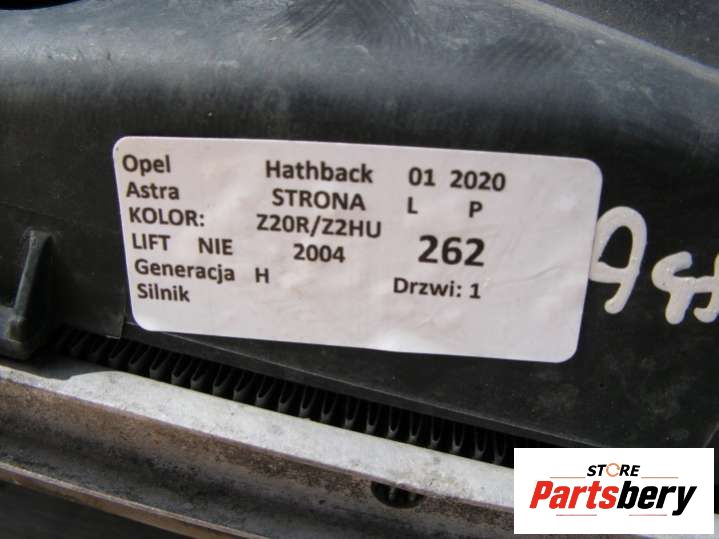 Opel Hathback 01 2020
Astra STRONA L P
KOLOR: Z20R/Z2HU
LIFT NIE 2004 262
Generacja H Drzwi: 1
Silnik
STORE
Partsbery